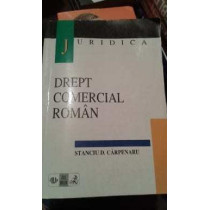 JURIDICA
DREPT
COMERCIAL
ROMÂN
STANCIU D. CĂRPENARU